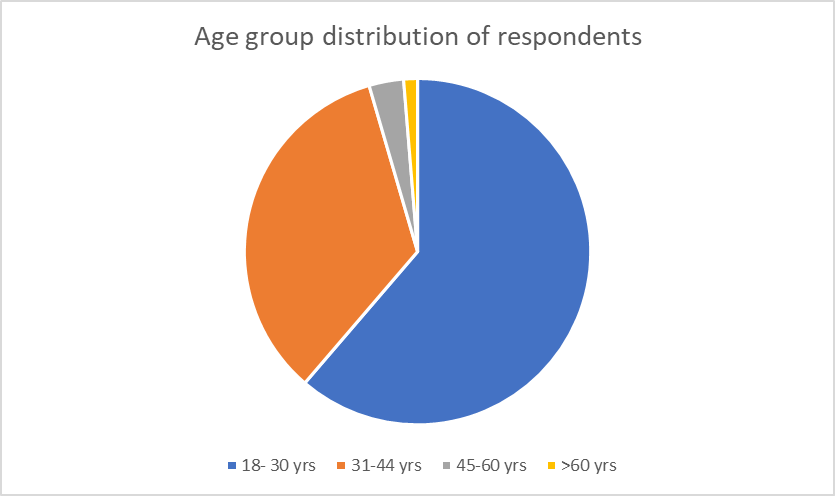 Age group distribution of respondents
18- 30 yrs 31-44 yrs 45-60 yrs >60 yrs